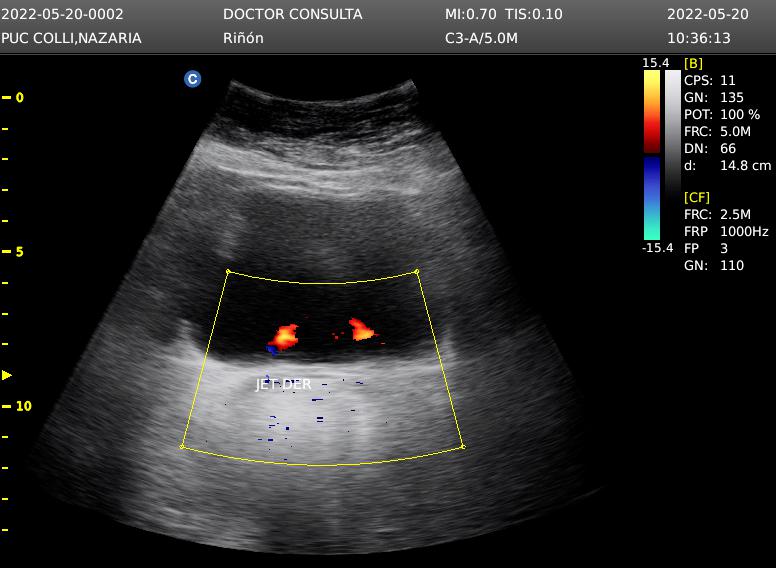 2022-05-20-0002 DOCTOR CONSULTA MI:0.70 TIS:0.10 2022-05-20
PUC COLLI,NAZARIA Riñón C3-A/5.0M 10:36:13
C
15.4 [B]
CPS: 11
GN: 135
POT: 100 %
FRC: 5.0M
DN: 66
d: 14.8 cm
[CF]
FRC: 2.5M
FRP 1000Hz
-15.4 FP 3
GN: 110
0
5
10
JET DER